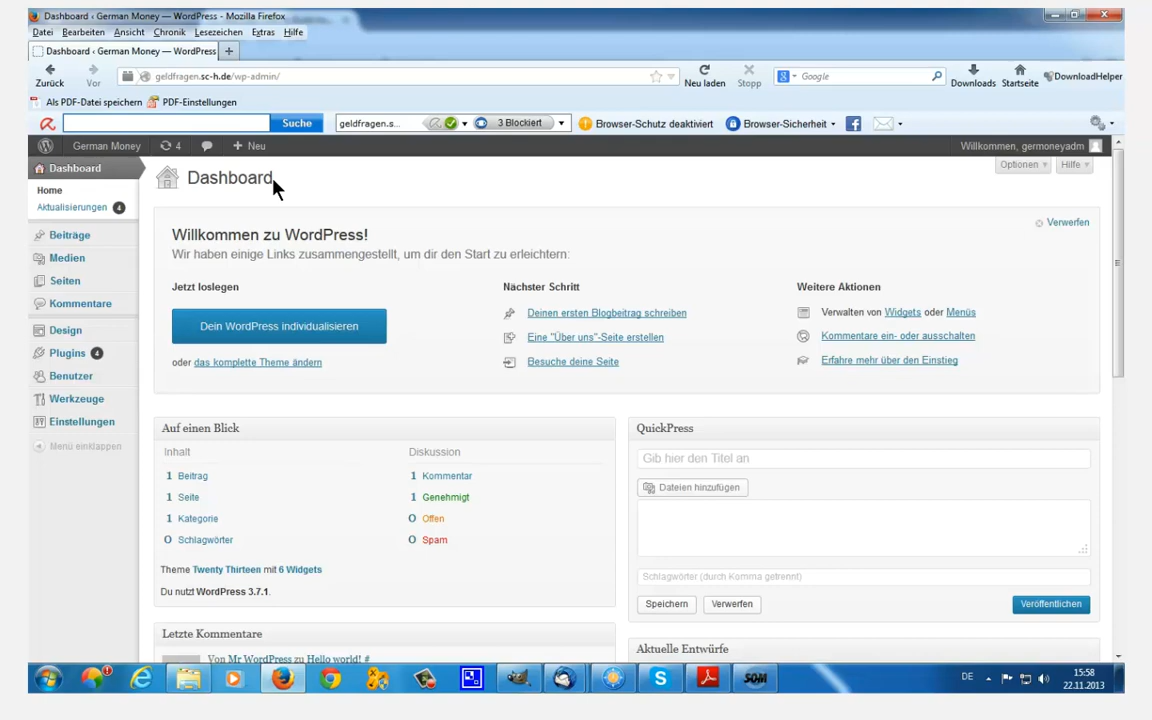 Dashboard ‹ German Money — WordPress - Mozilla Firefox
Datei Bearbeiten Ansicht Chronik Lesezeichen Extras Hilfe
Dashboard ‹ German Money — WordPress +
Zurück Vor geldfragen.sc-h.de/wp-admin/ Neu laden Stopp Google Downloads Startseite DownloadHelper
Als PDF-Datei speichern PDF-Einstellungen
Suche geldfragen.s... 3 Blockiert Browser-Schutz deaktiviert Browser-Sicherheit
German Money 4 + Neu Willkommen, germoneyadm
Dashboard
Home
Aktualisierungen 4
Beiträge
Medien
Seiten
Kommentare
Design
Plugins 4
Benutzer
Werkzeuge
Einstellungen
Menü einklappen
Optionen Hilfe
Dashboard
Verwerfen
Willkommen zu WordPress!
Wir haben einige Links zusammengestellt, um dir den Start zu erleichtern:
Jetzt loslegen
Dein WordPress individualisieren
oder das komplette Theme ändern
Nächster Schritt
Deinen ersten Blogbeitrag schreiben
Eine "Über uns"-Seite erstellen
Besuche deine Seite
Weitere Aktionen
Verwalten von Widgets oder Menüs
Kommentare ein- oder ausschalten
Erfahre mehr über den Einstieg
Auf einen Blick
Inhalt Diskussion
1 Beitrag 1 Kommentar
1 Seite 1 Genehmigt
1 Kategorie 0 Offen
0 Schlagwörter 0 Spam
Theme Twenty Thirteen mit 6 Widgets
Du nutzt WordPress 3.7.1.
Letzte Kommentare
Von Mr WordPress zu Hello world! #
QuickPress
Gib hier den Titel an
Dateien hinzufügen
Schlagwörter (durch Komma getrennt)
Speichern Verwerfen Veröffentlichen
Aktuelle Entwürfe
DE 15:58
22.11.2013